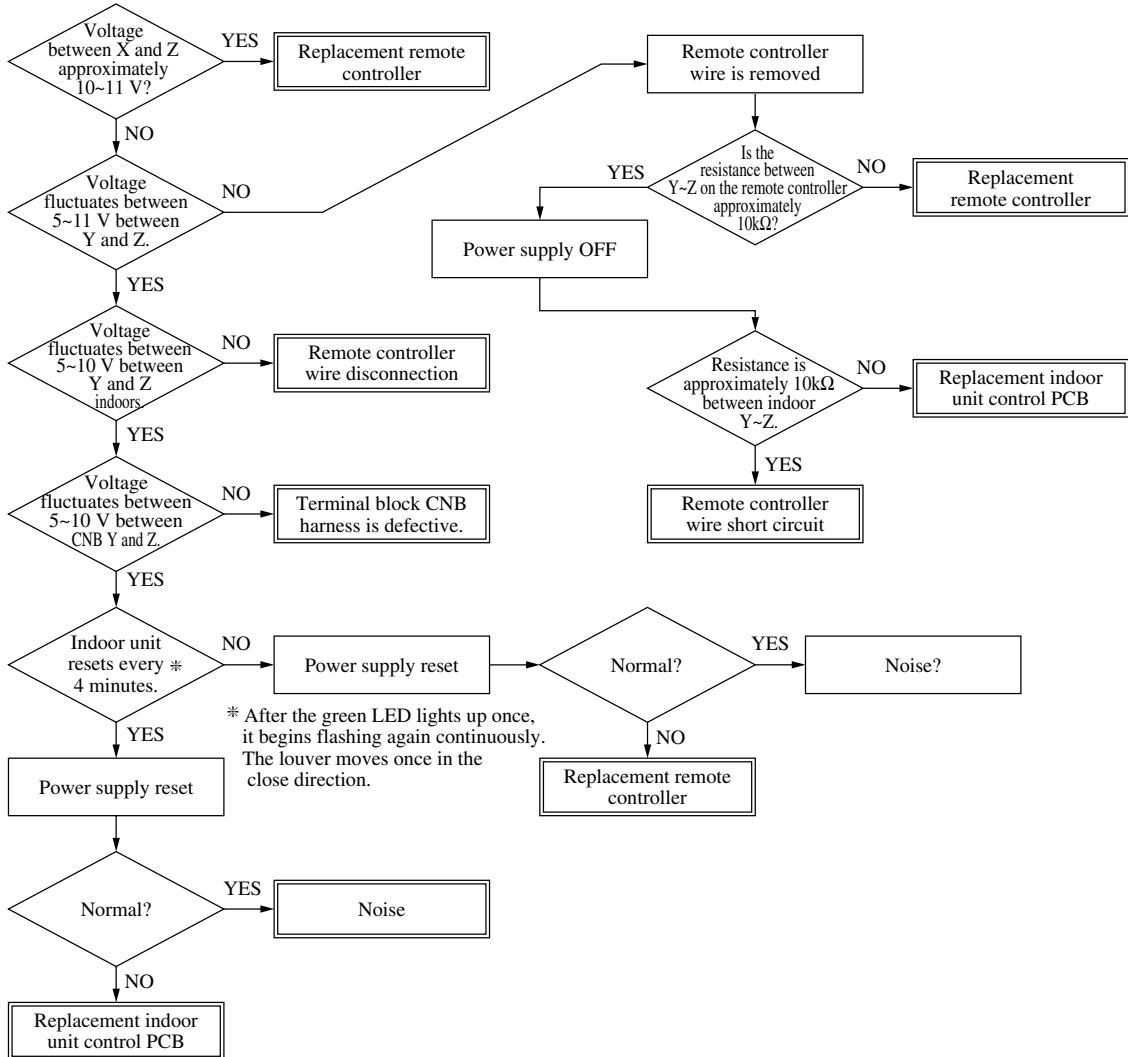 Voltage
between X and Z
approximately
10~11 V?
YES
Replacement remote
controller
NO
Voltage
fluctuates between
5~11 V between
Y and Z.
NO
Remote controller
wire is removed
Is the
resistance between
Y~Z on the remote controller
approximately
10kΩ?
NO
Replacement
remote controller
YES
Power supply OFF
Resistance is
approximately 10kΩ
between indoor
Y~Z.
NO
Replacement indoor
unit control PCB
YES
Remote controller
wire short circuit
YES
Voltage
fluctuates between
5~10 V between
Y and Z
indoors.
NO
Remote controller
wire disconnection
YES
Voltage
fluctuates between
5~10 V between
CNB Y and Z.
NO
Terminal block CNB
harness is defective.
YES
Indoor unit
resets every ＊
4 minutes.
NO
Power supply reset
Normal?
YES
Noise?
NO
Replacement remote
controller
＊ After the green LED lights up once,
it begins flashing again continuously.
The louver moves once in the
close direction.
YES
Power supply reset
Normal?
YES
Noise
NO
Replacement indoor
unit control PCB